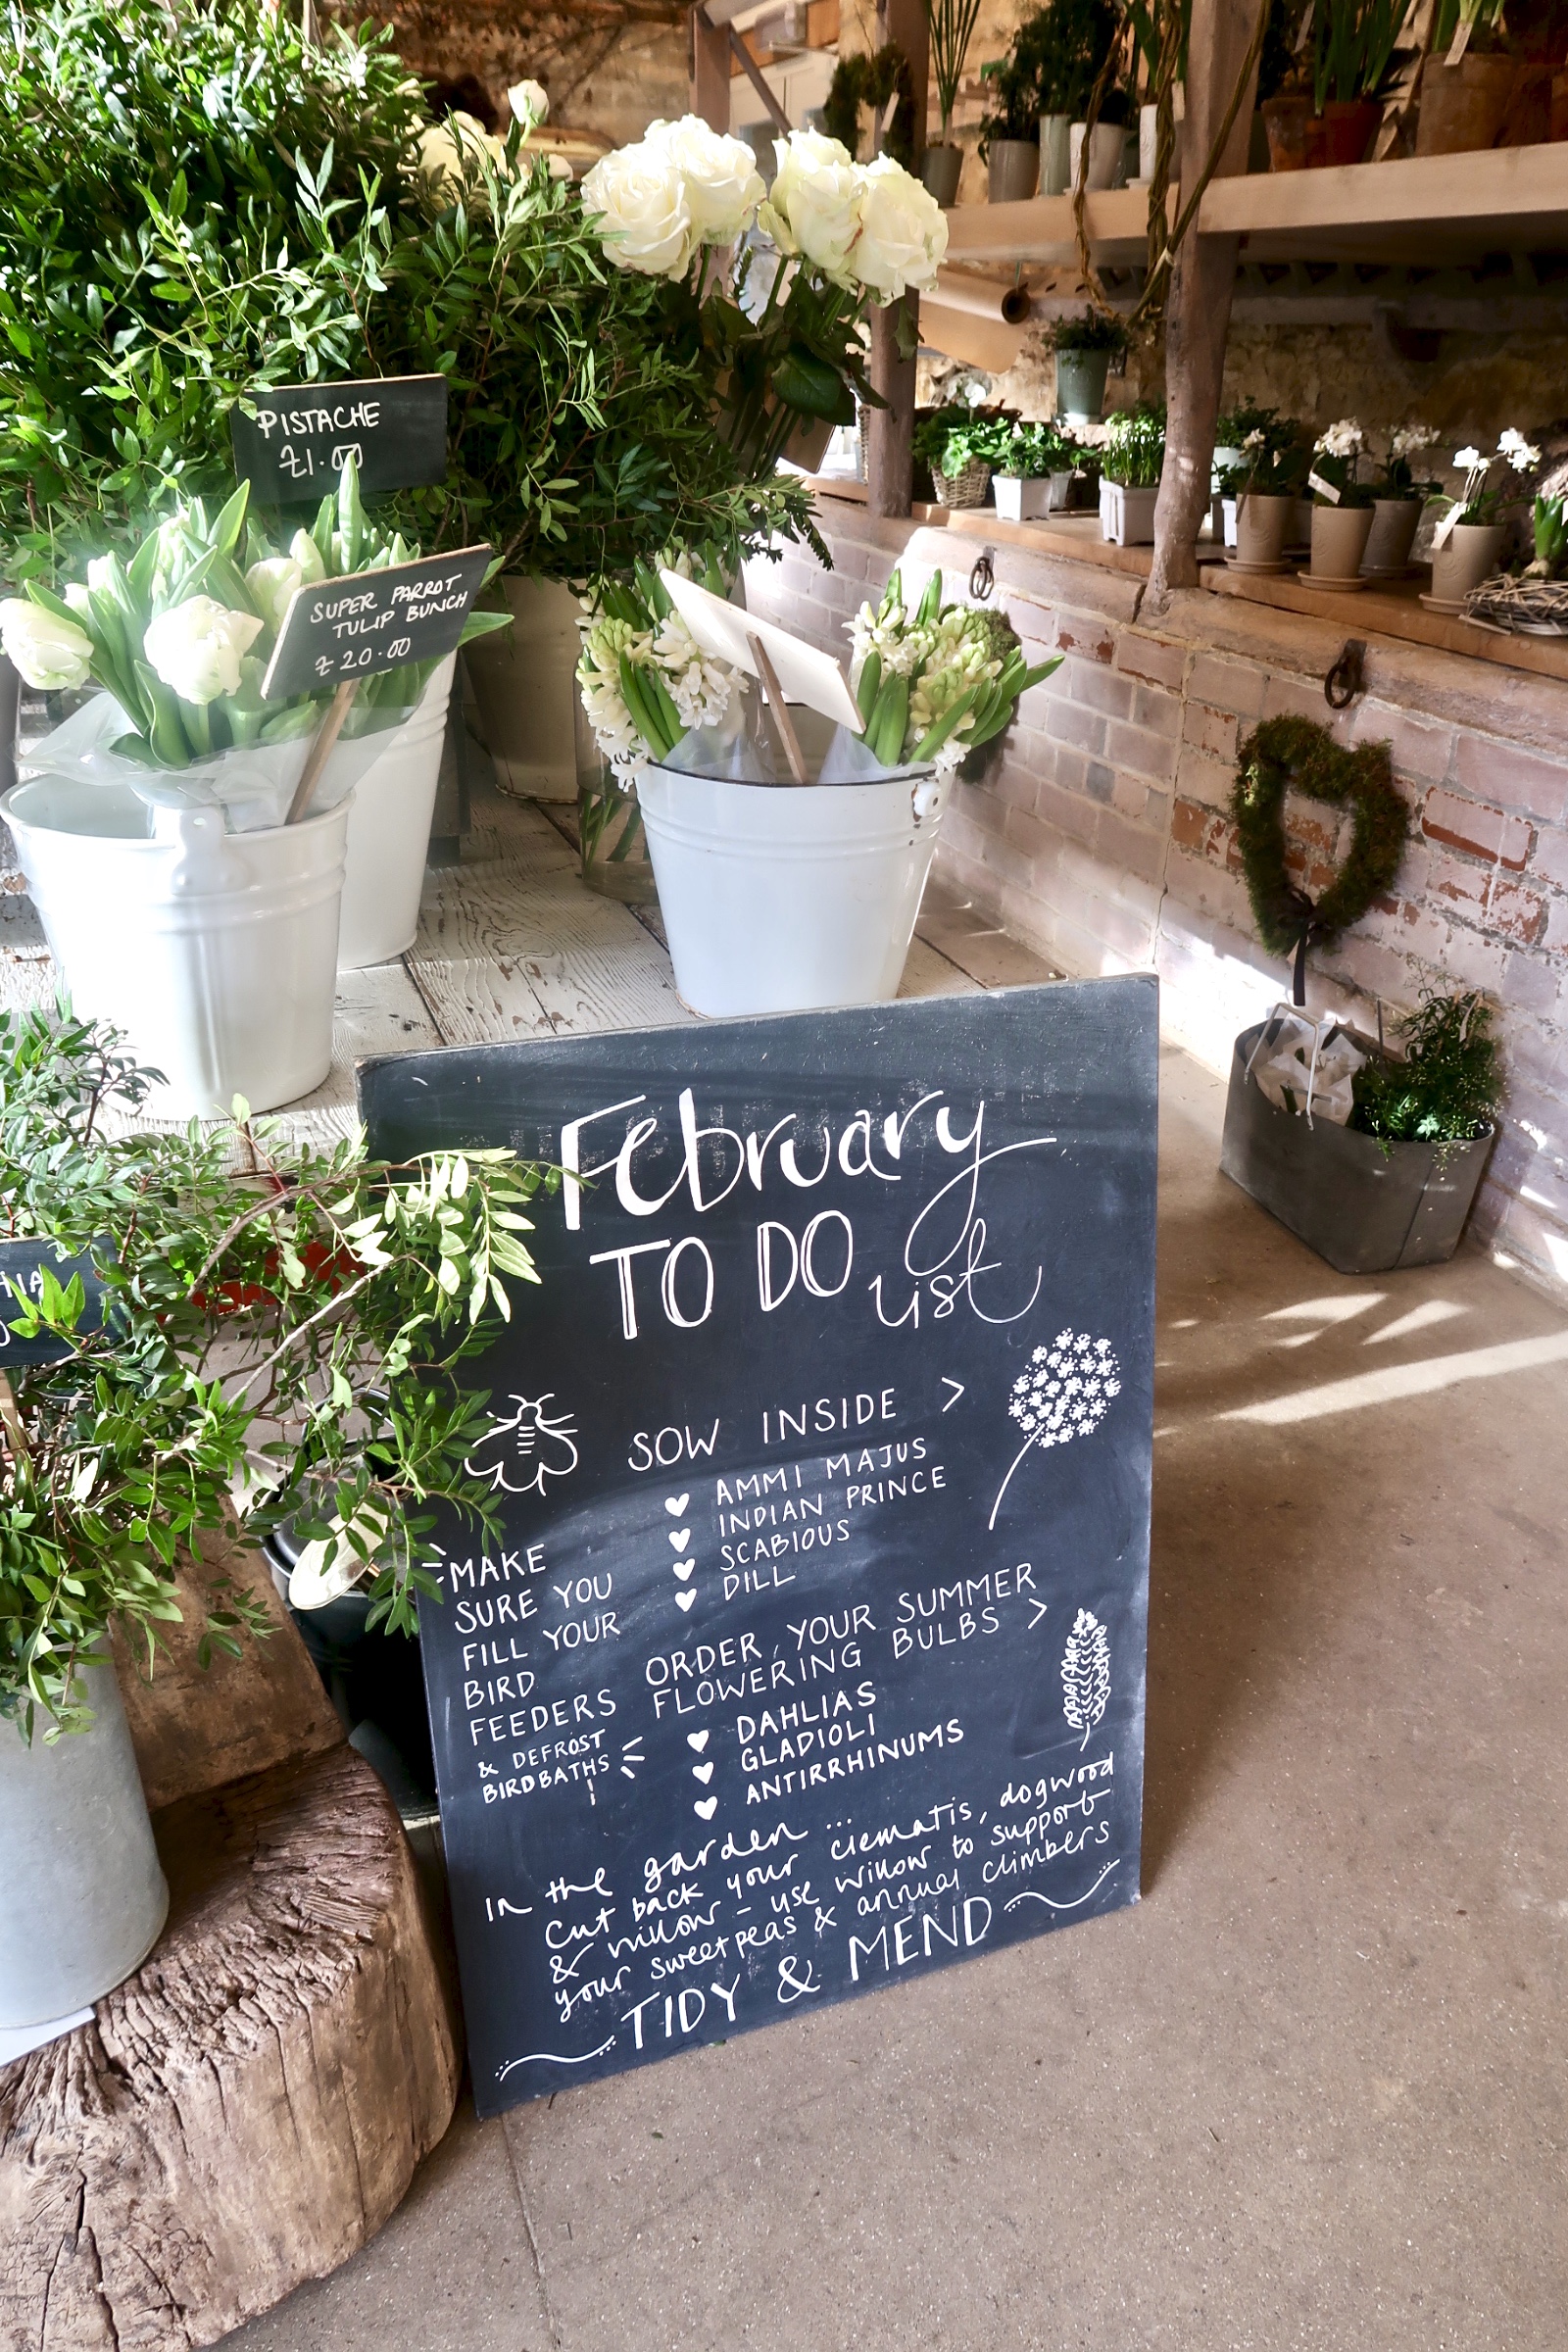 PISTACHE
£1.00
SUPER PARROT
TULIP BUNCH
£20.00
February
TO DO
list
SOW INSIDE >
AMMI MAJUS
INDIAN PRINCE
SCABIOUS
DILL
MAKE
SURE YOU
FILL YOUR
BIRD
FEEDERS
& DEFROST
BIRDBATHS
ORDER YOUR SUMMER
FLOWERING BULBS >
DAHLIAS
GLADIOLI
ANTIRRHINUMS
In the garden ...
cut back your clematis, dogwood
& willow - use willow to support
your sweetpeas & annual climbers
TIDY & MEND